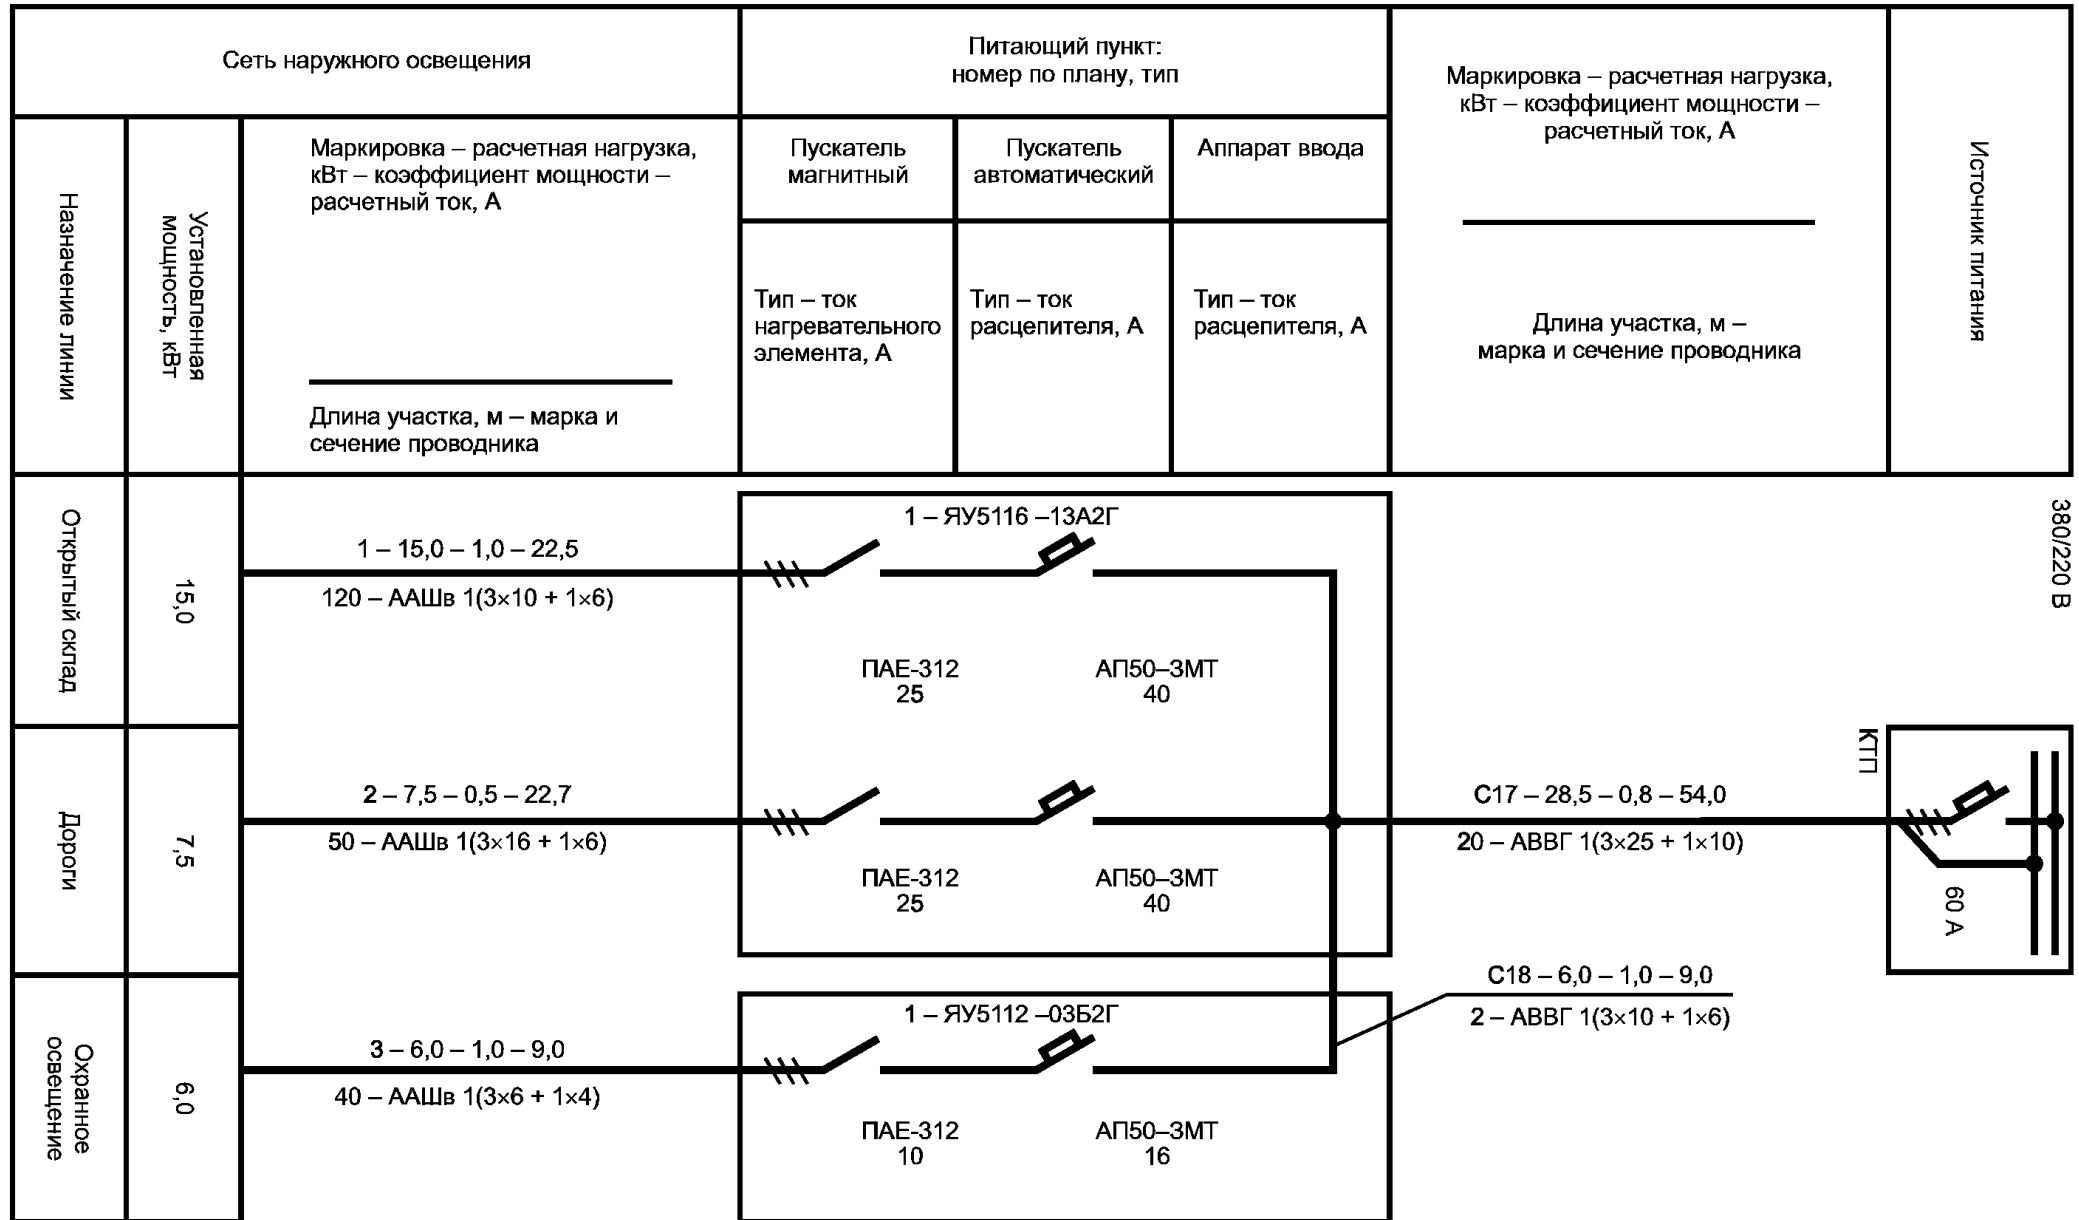 Сеть наружного освещения
Питающий пункт:
номер по плану, тип
Маркировка – расчетная нагрузка,
кВт – коэффициент мощности –
расчетный ток, А
Длина участка, м –
марка и сечение проводника
Источник питания
Назначение линии
Установленная
мощность, кВт
Маркировка – расчетная нагрузка,
кВт – коэффициент мощности –
расчетный ток, А
Длина участка, м – марка и
сечение проводника
Пускатель
магнитный
Пускатель
автоматический
Аппарат ввода
Тип – ток
нагревательного
элемента, А
Тип – ток
расцепителя, А
Тип – ток
расцепителя, А
Открытый склад
15,0
1 – 15,0 – 1,0 – 22,5
120 – ААШв 1(3×10 + 1×6)
1 – ЯУ5116 –13А2Г
ПАЕ-312
25
АП50–3МТ
40
380/220 В
Дороги
7,5
2 – 7,5 – 0,5 – 22,7
50 – ААШв 1(3×16 + 1×6)
ПАЕ-312
25
АП50–3МТ
40
С17 – 28,5 – 0,8 – 54,0
20 – АВВГ 1(3×25 + 1×10)
КТП
60 А
Охранное
освещение
6,0
3 – 6,0 – 1,0 – 9,0
40 – ААШв 1(3×6 + 1×4)
1 – ЯУ5112 –03Б2Г
ПАЕ-312
10
АП50–3МТ
16
С18 – 6,0 – 1,0 – 9,0
2 – АВВГ 1(3×10 + 1×6)